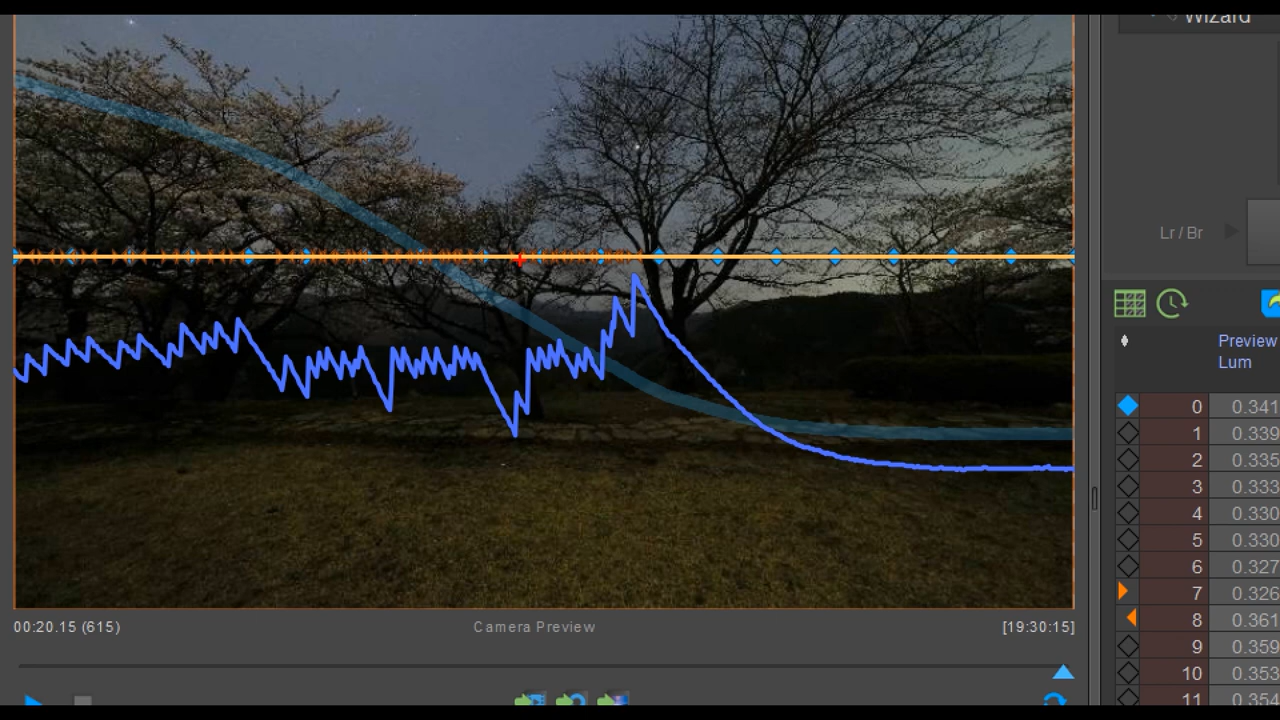 Wizard
Lr / Br
Preview
Lum
0 0.341
1 0.339
2 0.335
3 0.333
4 0.330
5 0.330
6 0.327
7 0.326
8 0.361
9 0.359
10 0.353
11 0.354
00:20.15 (615)
Camera Preview
[19:30:15]